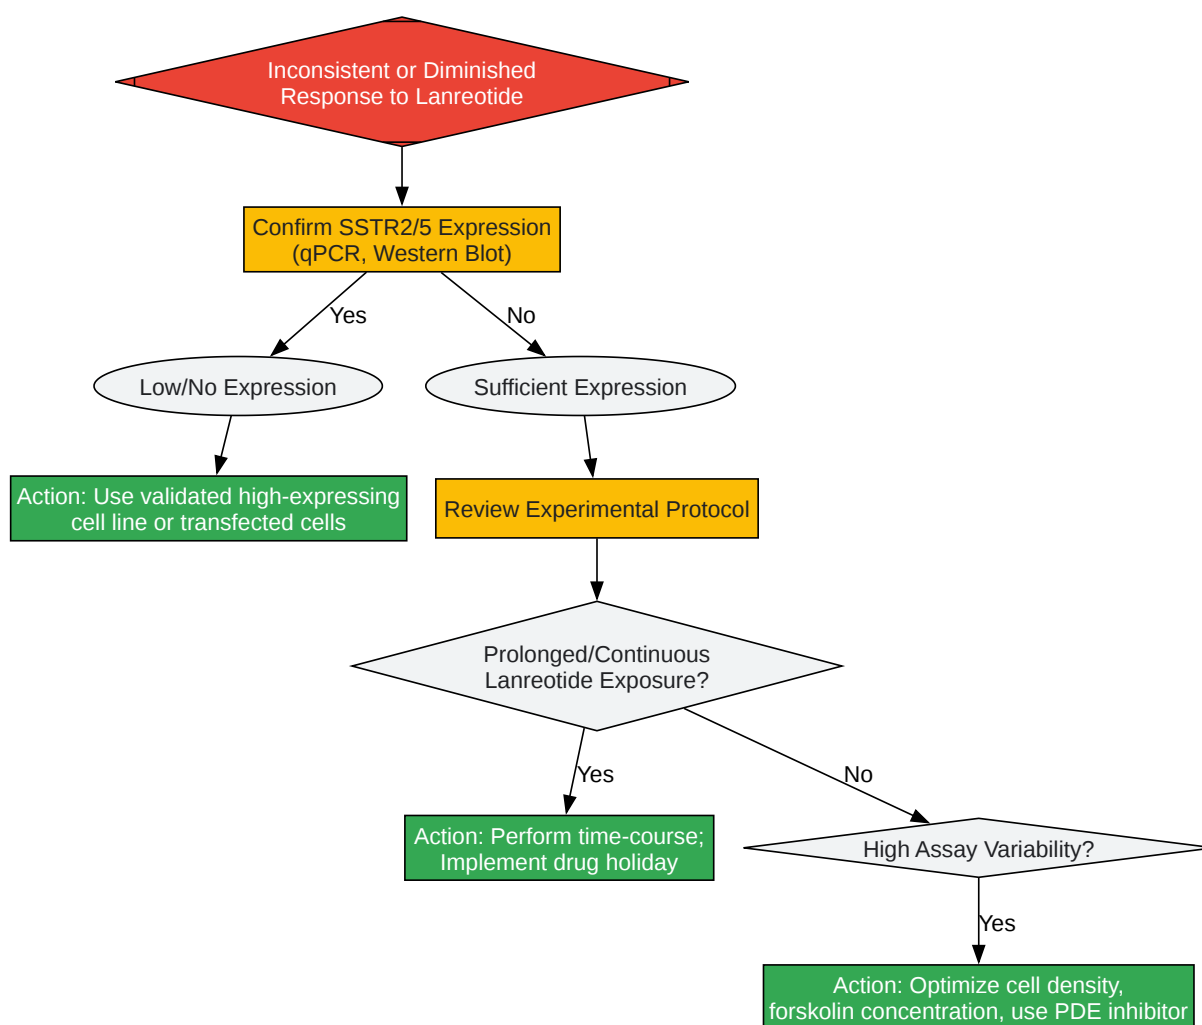 Inconsistent or Diminished
Response to Lanreotide
Confirm SSTR2/5 Expression
(qPCR, Western Blot)
Yes
No
Low/No Expression
Sufficient Expression
Action: Use validated high-expressing
cell line or transfected cells
Review Experimental Protocol
Prolonged/Continuous
Lanreotide Exposure?
Yes
No
Action: Perform time-course;
Implement drug holiday
High Assay Variability?
Yes
Action: Optimize cell density,
forskolin concentration, use PDE inhibitor